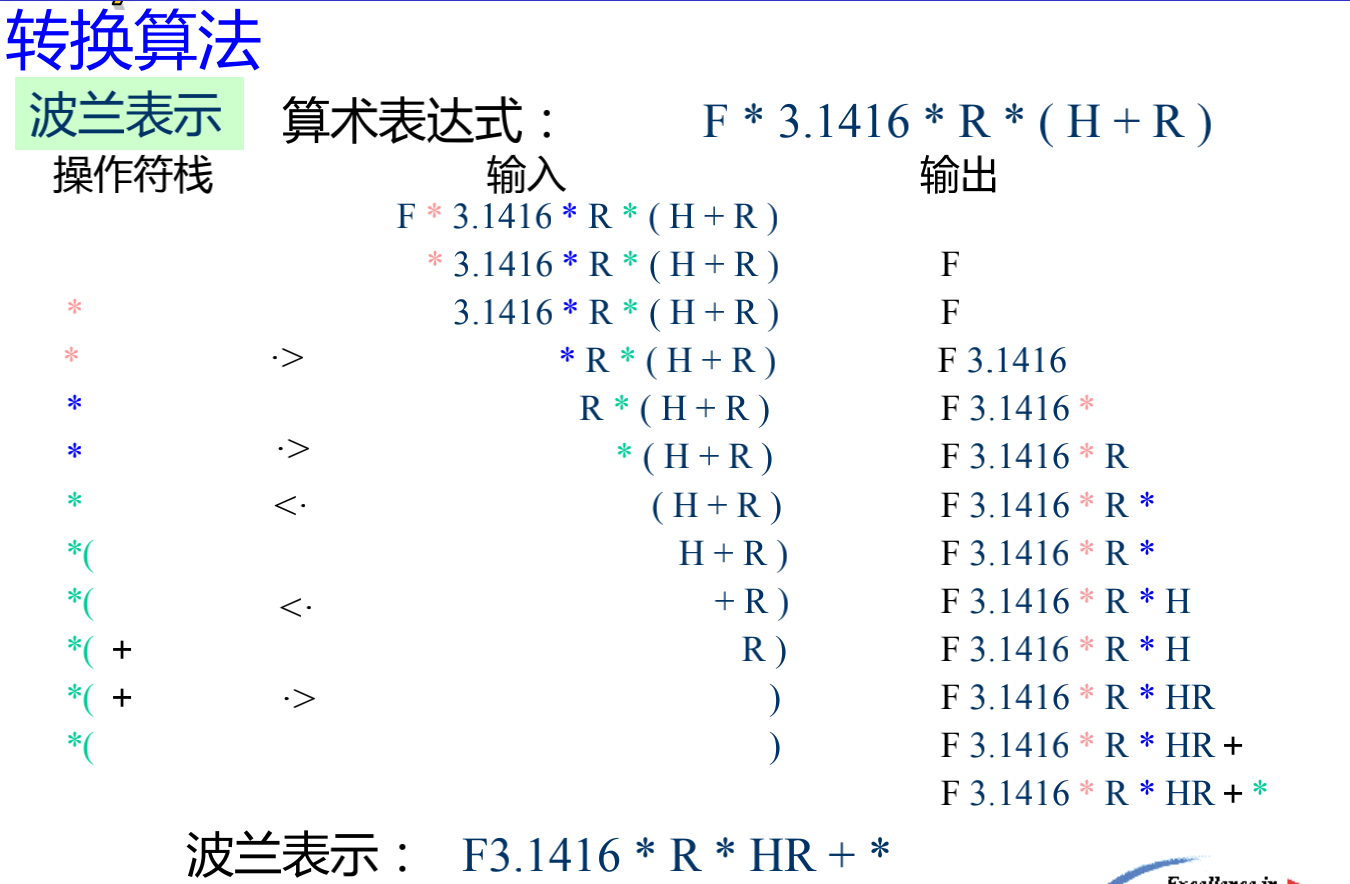 转换算法
波兰表示 算术表达式： F * 3.1416 * R * ( H + R )
操作符栈 输入 输出
F * 3.1416 * R * ( H + R )
* 3.1416 * R * ( H + R ) F
* 3.1416 * R * ( H + R ) F
* ·> * R * ( H + R ) F 3.1416
* R * ( H + R ) F 3.1416 *
* ·> * ( H + R ) F 3.1416 * R
* <· ( H + R ) F 3.1416 * R *
*( H + R ) F 3.1416 * R *
*( <· + R ) F 3.1416 * R * H
*( + R ) F 3.1416 * R * H
*( + ·> ) F 3.1416 * R * HR
*( ) F 3.1416 * R * HR +
F 3.1416 * R * HR + *
波兰表示： F3.1416 * R * HR + *